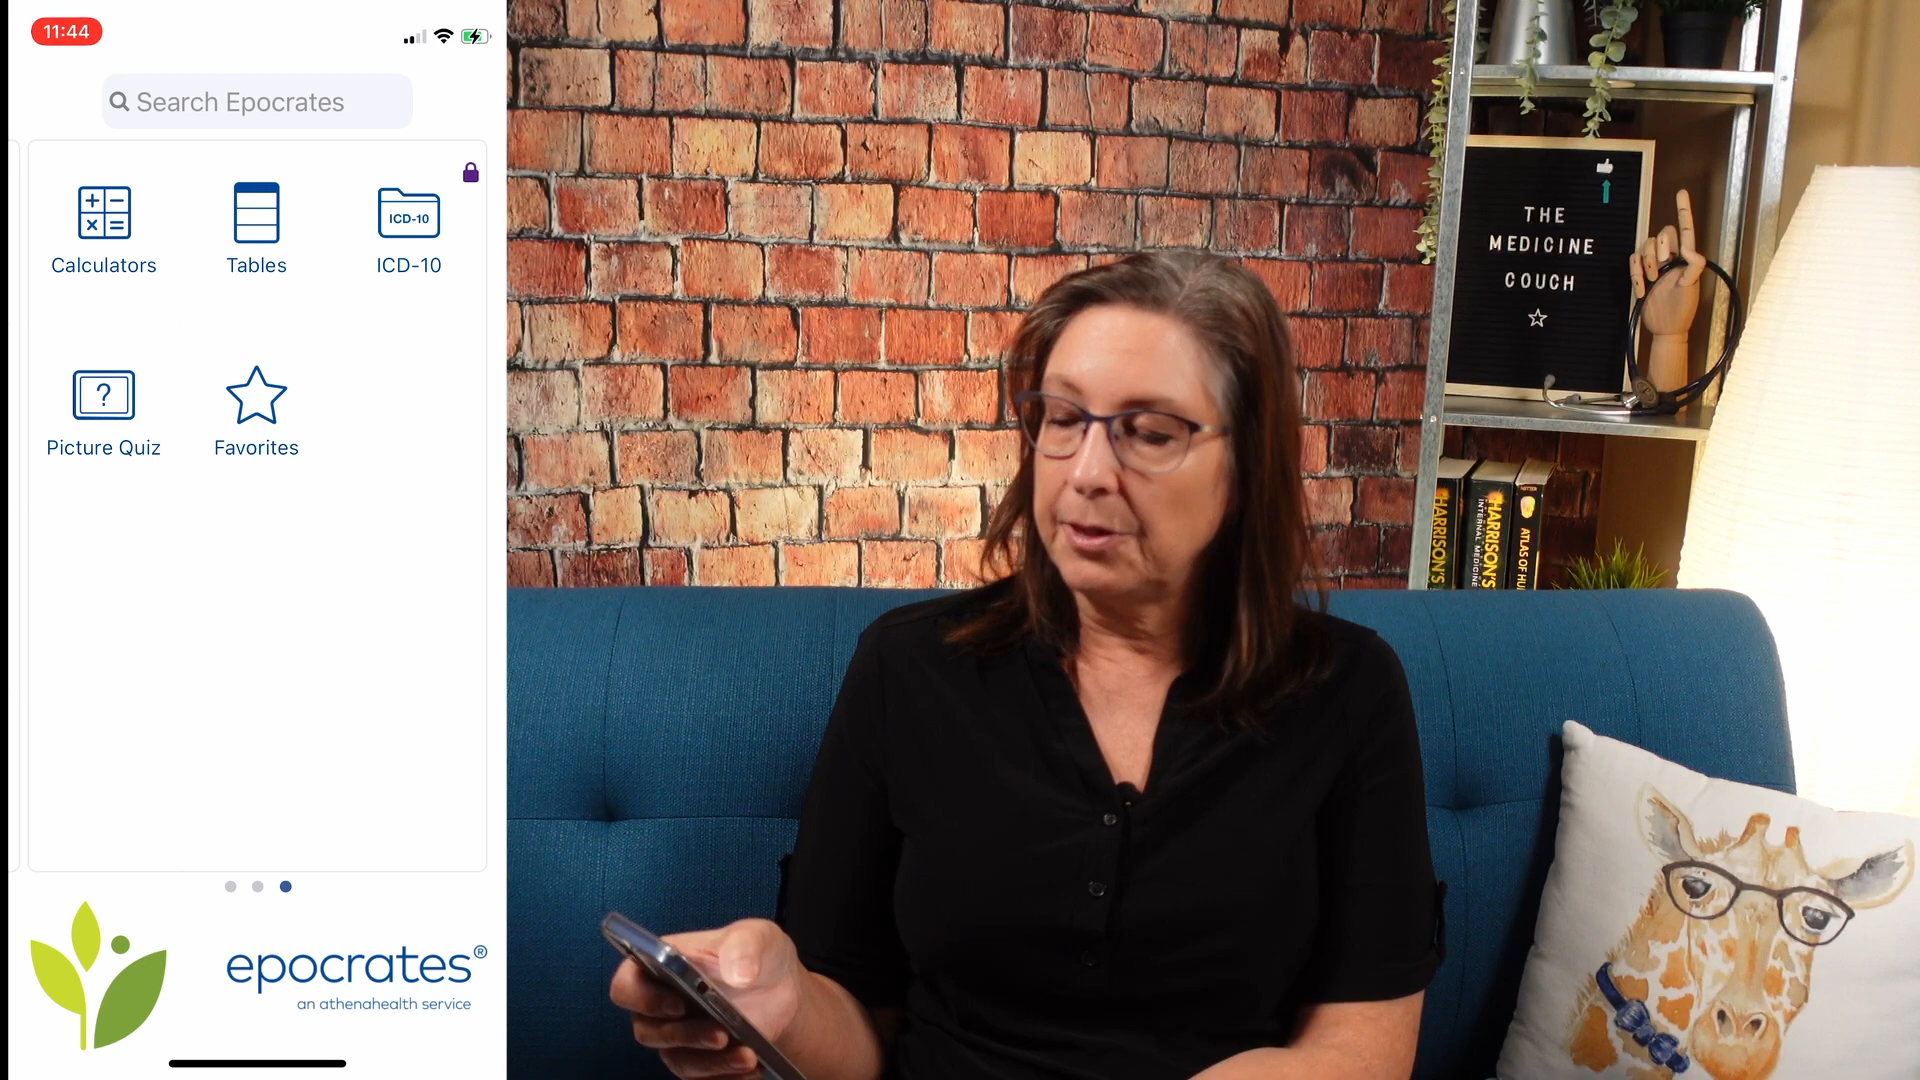 11:44
Search Epocrates
ICD-10
Calculators
Tables
ICD-10
?
Picture Quiz
Favorites
epocrates®
an athenahealth service
THE
MEDICINE
COUCH
HARRISON'S
HARRISON'S
INTERNAL MEDICINE
ATLAS OF HU